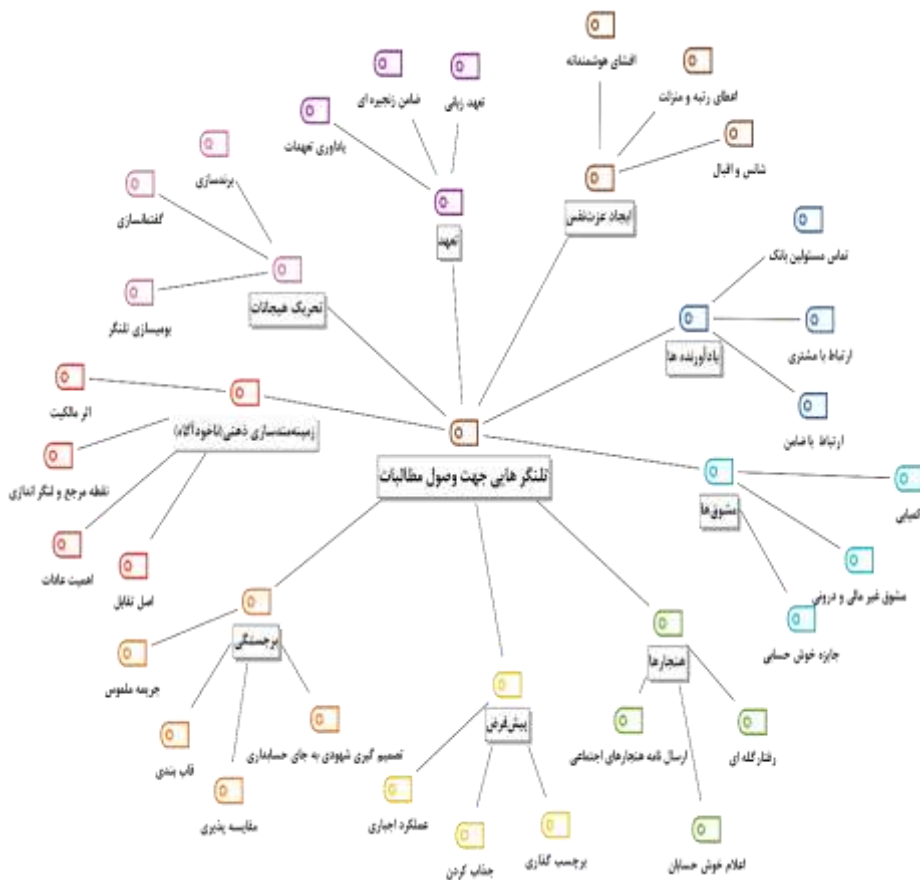 افشای هوشمندانه
اعطای رتبه و منزلت
شانس و اقبال
ایجاد عزت‌نفس
تعهد زبانی
ضامن زنجیره ای
یادآوری تعهدات
تعهد
برندسازی
گفتمانسازی
بومیسازی تلنگر
تحریک هیجانات
تماس مسئولین بانک
ارتباط با مشتری
ارتباط با ضامن
یادآورنده ها
اثر مالکیت
نقطه مرجع و لنگر اندازی
اهمیت عادات
اصل تقابل
زمینه‌مندسازی ذهنی(ناخودآگاه)
تلنگر هایی جهت وصول مطالبات
کمیابی
مشوق غیر مالی و درونی
جایزه خوش حسابی
مشوق‌ها
برجستگی
جریمه ملموس
قاب بندی
مقایسه پذیری
تصمیم گیری شهودی به جای حسابداری
پیش‌فرض
عملکرد اجباری
جذاب کردن
برچسب گذاری
هنجارها
ارسال نامه هنجارهای اجتماعی
رفتار گله ای
اعلام خوش حسابان